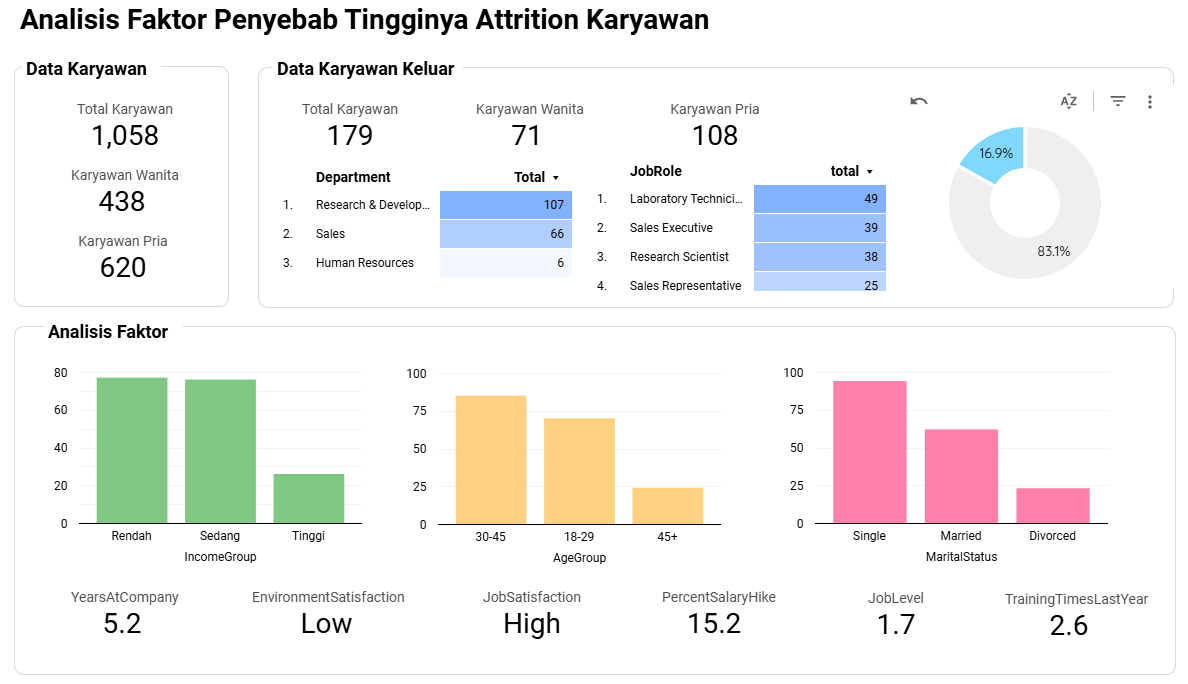 Analisis Faktor Penyebab Tingginya Attrition Karyawan
Data Karyawan
Total Karyawan
1,058
Karyawan Wanita
438
Karyawan Pria
620
Data Karyawan Keluar
Total Karyawan
179
Karyawan Wanita
71
Karyawan Pria
108
Department Total
1. Research & Develop... 107
2. Sales 66
3. Human Resources 6
JobRole total
1. Laboratory Technici... 49
2. Sales Executive 39
3. Research Scientist 38
4. Sales Representative 25
AZ
16.9%
83.1%
Analisis Faktor
80
60
40
20
0
Rendah Sedang Tinggi
IncomeGroup
100
75
50
25
0
30-45 18-29 45+
AgeGroup
100
75
50
25
0
Single Married Divorced
MaritalStatus
YearsAtCompany
5.2
EnvironmentSatisfaction
Low
JobSatisfaction
High
PercentSalaryHike
15.2
JobLevel
1.7
TrainingTimesLastYear
2.6